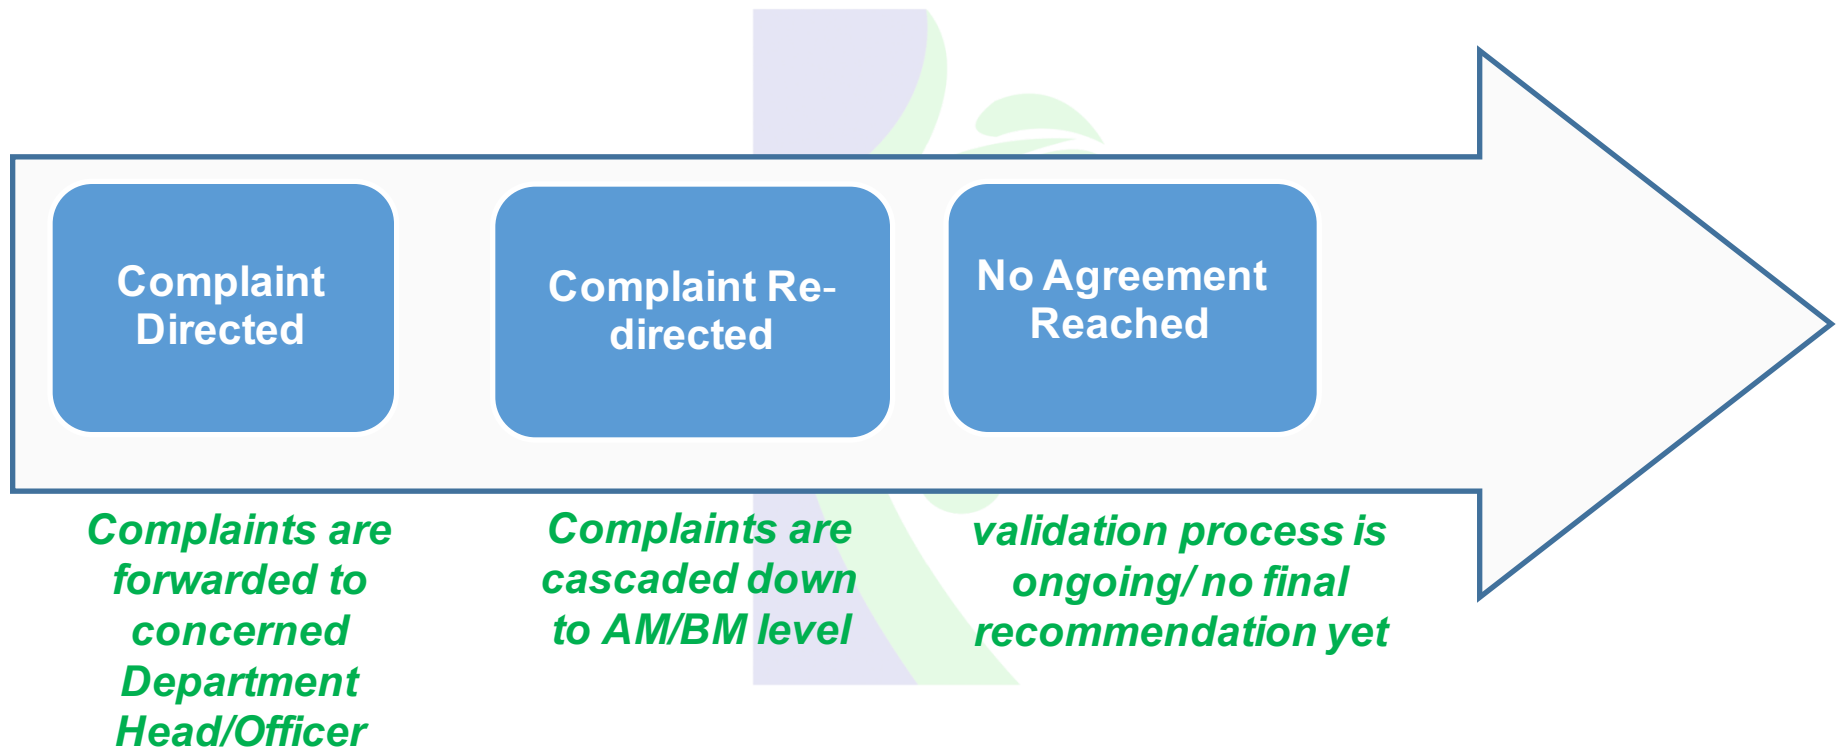 Complaint
Directed
Complaint Re-
directed
No Agreement
Reached
Complaints are
forwarded to
concerned
Department
Head/Officer
Complaints are
cascaded down
to AM/BM level
validation process is
ongoing/ no final
recommendation yet